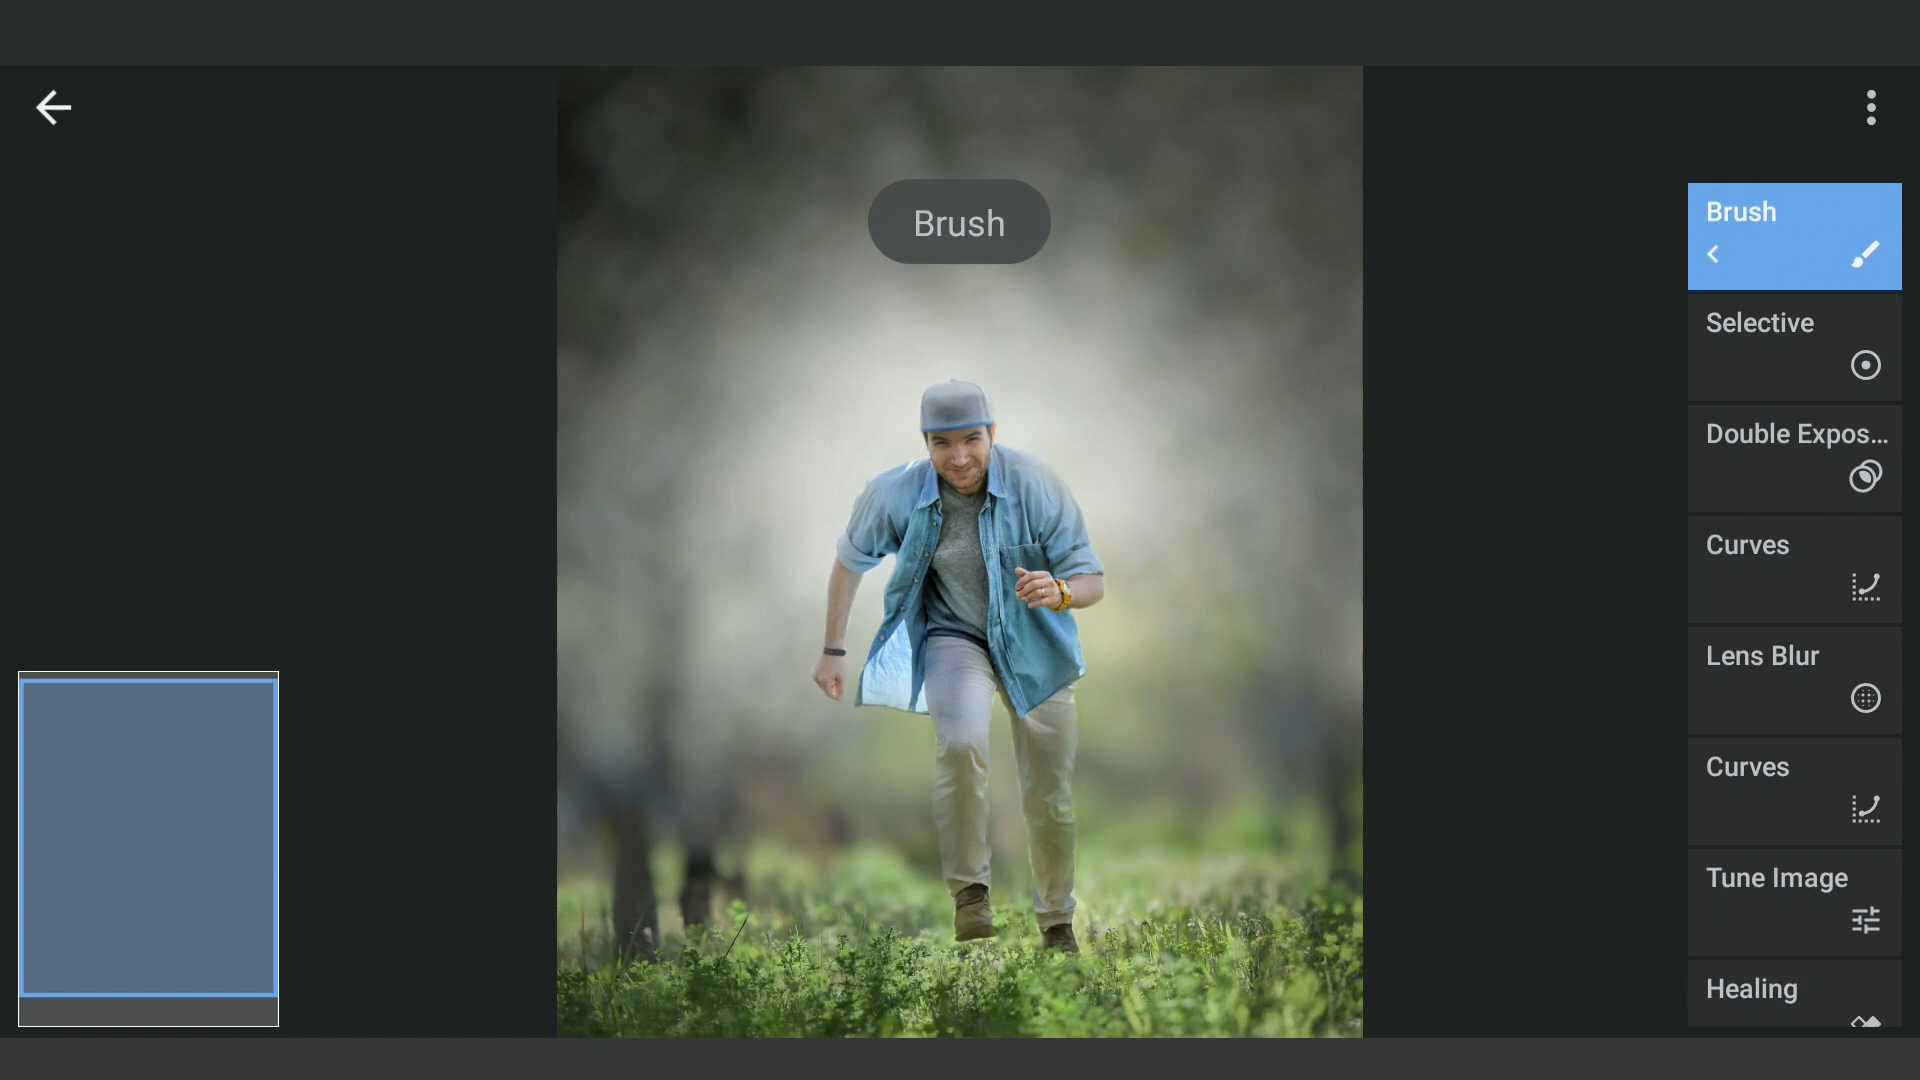 Brush
Brush
Selective
Double Expos...
Curves
Lens Blur
Curves
Tune Image
Healing